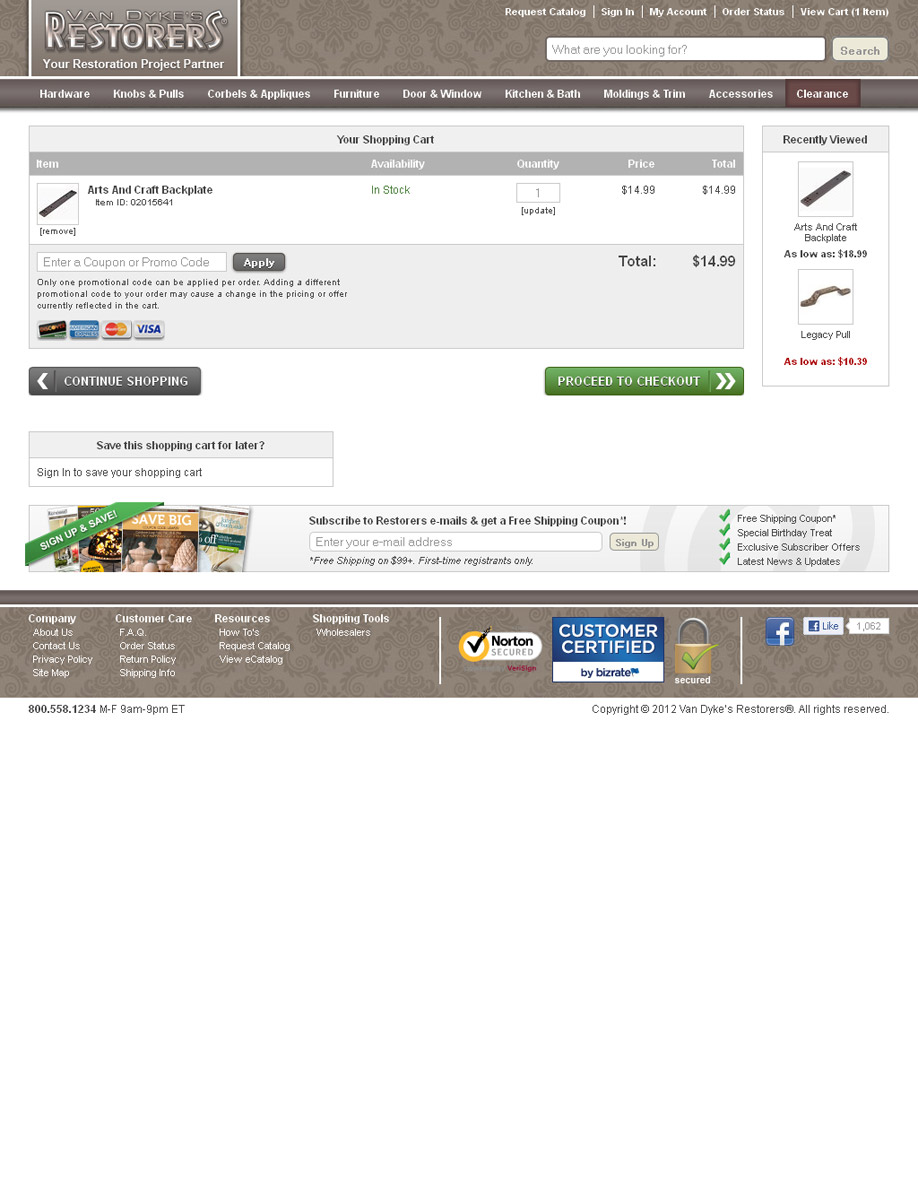 VAN DYKE'S
RESTORERS®
Your Restoration Project Partner
Request Catalog | Sign In | My Account | Order Status | View Cart (1 Item)
What are you looking for?
Search
Hardware Knobs & Pulls Corbels & Appliques Furniture Door & Window Kitchen & Bath Moldings & Trim Accessories Clearance
Your Shopping Cart
Item Availability Quantity Price Total
Arts And Craft Backplate In Stock 1 $14.99 $14.99
Item ID: 02015641
[update]
[remove]
Enter a Coupon or Promo Code Apply Total: $14.99
Only one promotional code can be applied per order. Adding a different
promotional code to your order may cause a change in the pricing or offer
currently reflected in the cart.
DISCOVER AMERICAN EXPRESS MasterCard VISA
CONTINUE SHOPPING
PROCEED TO CHECKOUT
Recently Viewed
Arts And Craft
Backplate
As low as: $18.99
Legacy Pull
As low as: $10.39
Save this shopping cart for later?
Sign In to save your shopping cart
SIGN UP & SAVE!
SAVE BIG
% off
Subscribe to Restorers e-mails & get a Free Shipping Coupon*!
Enter your e-mail address Sign Up
*Free Shipping on $99+. First-time registrants only.
Free Shipping Coupon*
Special Birthday Treat
Exclusive Subscriber Offers
Latest News & Updates
Company
About Us
Contact Us
Privacy Policy
Site Map
Customer Care
F.A.Q.
Order Status
Return Policy
Shipping Info
Resources
How To's
Request Catalog
View eCatalog
Shopping Tools
Wholesalers
Norton
SECURED
VeriSign
CUSTOMER
CERTIFIED
by bizrate
secured
f
Like 1,062
800.558.1234 M-F 9am-9pm ET
Copyright © 2012 Van Dyke's Restorers®. All rights reserved.